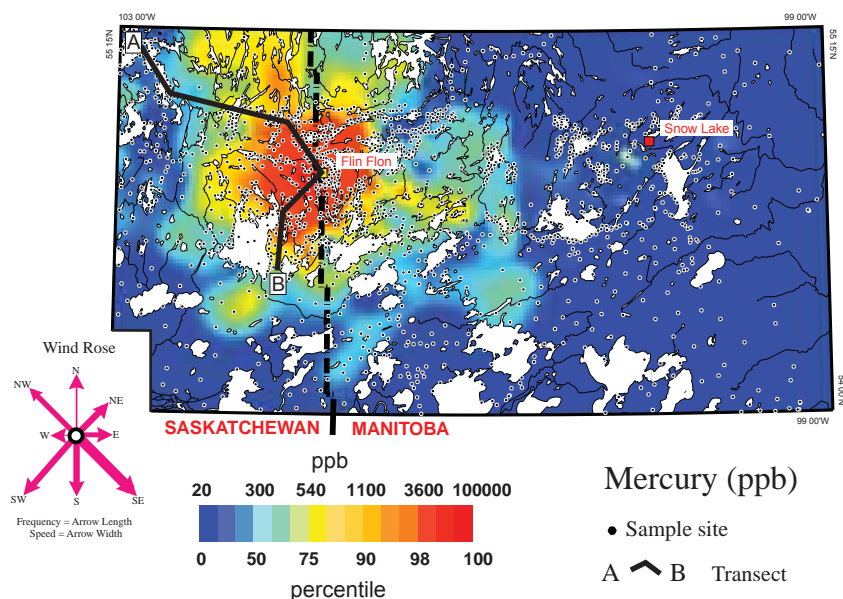 103 00'W
99 00'W
55 15'N
55 15'N
A
Snow Lake
Flin Flon
B
54 00'N
99 00'W
SASKATCHEWAN
MANITOBA
Wind Rose
N
NW
NE
W
E
SW
S
SE
Frequency = Arrow Length
Speed = Arrow Width
ppb
20 300 540 1100 3600 100000
0 50 75 90 98 100
percentile
Mercury (ppb)
Sample site
A B Transect